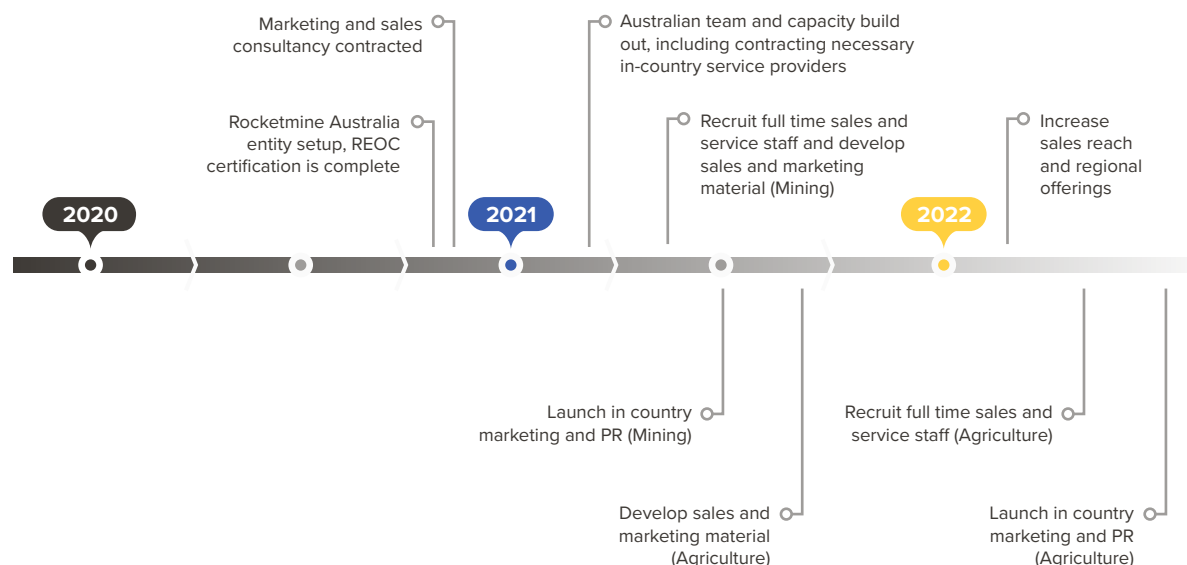 Marketing and sales
consultancy contracted
Australian team and capacity build
out, including contracting necessary
in-country service providers
Rocketmine Australia
entity setup, REOC
certification is complete
Recruit full time sales and
service staff and develop
sales and marketing
material (Mining)
Increase
sales reach
and regional
offerings
2020
2021
2022
Launch in country
marketing and PR (Mining)
Recruit full time sales and
service staff (Agriculture)
Develop sales and
marketing material
(Agriculture)
Launch in country
marketing and PR
(Agriculture)